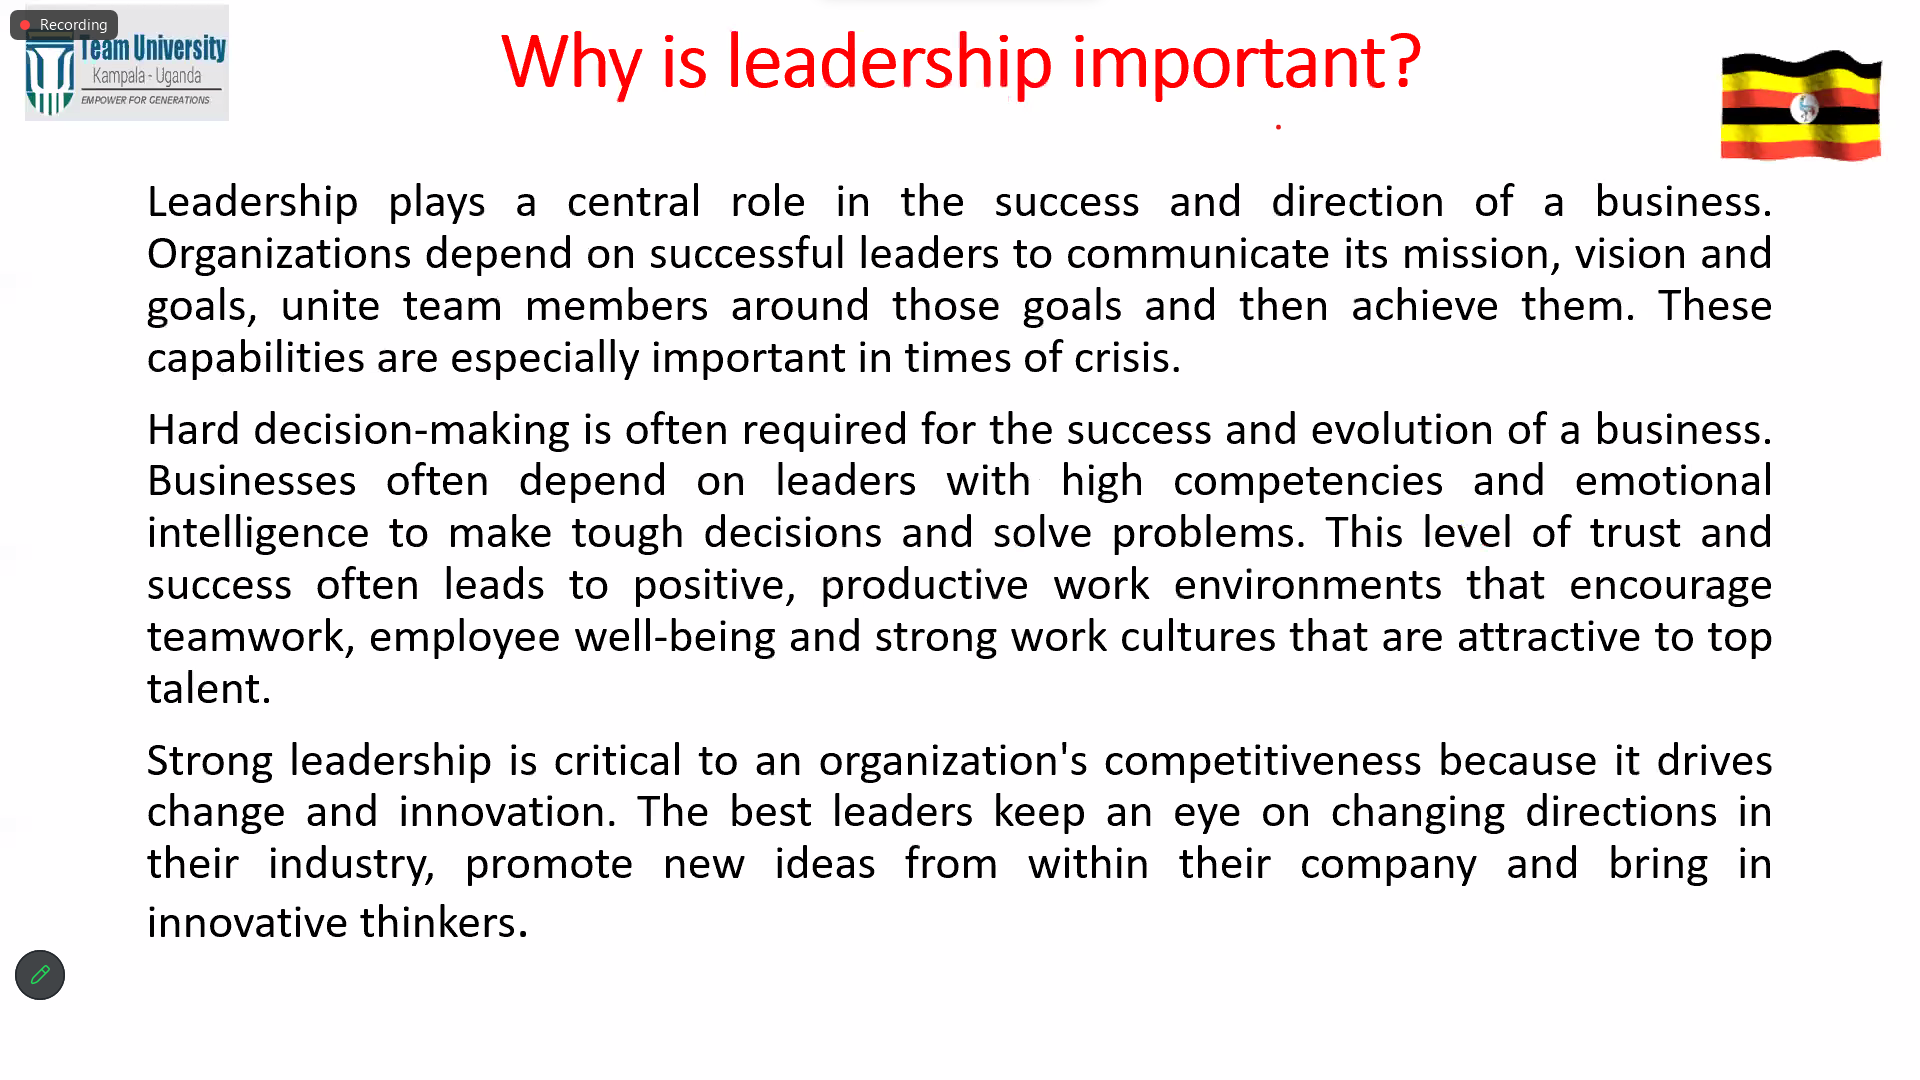 Recording
Team University
Kampala - Uganda
EMPOWER FOR GENERATIONS
Why is leadership important?
Leadership plays a central role in the success and direction of a business.
Organizations depend on successful leaders to communicate its mission, vision and
goals, unite team members around those goals and then achieve them. These
capabilities are especially important in times of crisis.
Hard decision-making is often required for the success and evolution of a business.
Businesses often depend on leaders with high competencies and emotional
intelligence to make tough decisions and solve problems. This level of trust and
success often leads to positive, productive work environments that encourage
teamwork, employee well-being and strong work cultures that are attractive to top
talent.
Strong leadership is critical to an organization's competitiveness because it drives
change and innovation. The best leaders keep an eye on changing directions in
their industry, promote new ideas from within their company and bring in
innovative thinkers.